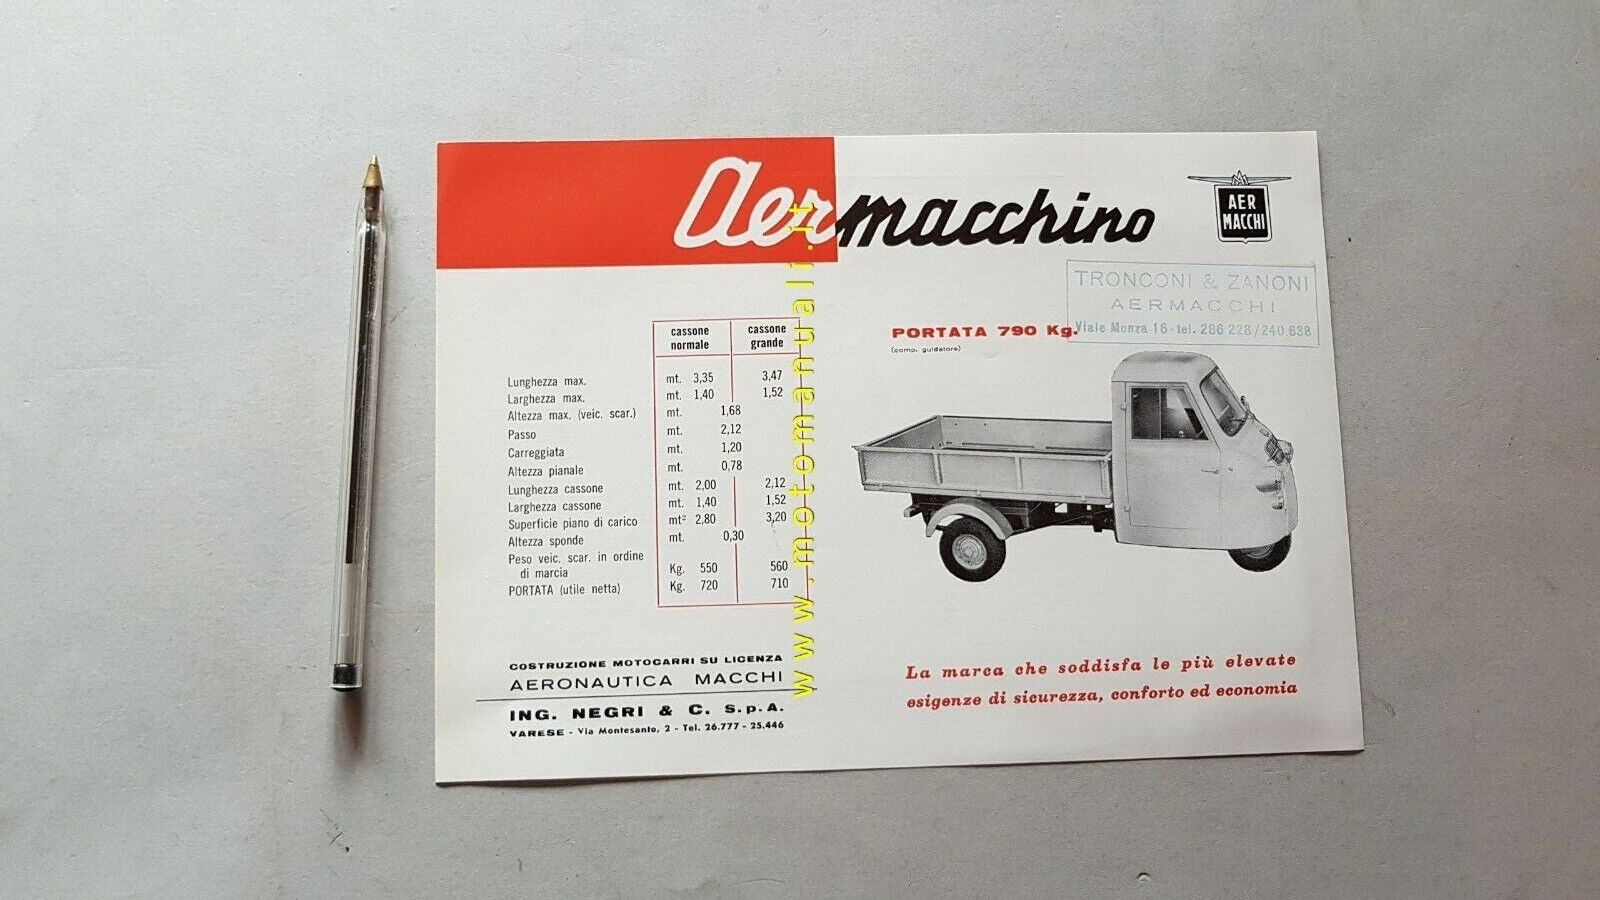 Aermacchino
AER
MACCHI
TRONCONI & ZANONI
AERMACCHI
Viale Monza 16 - tel. 286 228/240 638
PORTATA 790 Kg.
(comp. guidatore)
cassone normale cassone grande
Lunghezza max. mt. 3,35 3,47
Larghezza max. mt. 1,40 1,52
Altezza max. (veic. scar.) mt. 1,68
Passo mt. 2,12
Carreggiata mt. 1,20
Altezza pianale mt. 0,78
Lunghezza cassone mt. 2,00 2,12
Larghezza cassone mt. 1,40 1,52
Superficie piano di carico mt² 2,80 3,20
Altezza sponde mt. 0,30
Peso veic. scar. in ordine
di marcia Kg. 550 560
PORTATA (utile netta) Kg. 720 710
COSTRUZIONE MOTOCARRI SU LICENZA
AERONAUTICA MACCHI
ING. NEGRI & C. S.p.A.
VARESE - Via Montesanto, 2 - Tel. 26.777 - 25.446
La marca che soddisfa le più elevate
esigenze di sicurezza, conforto ed economia
www.motomanuali.it